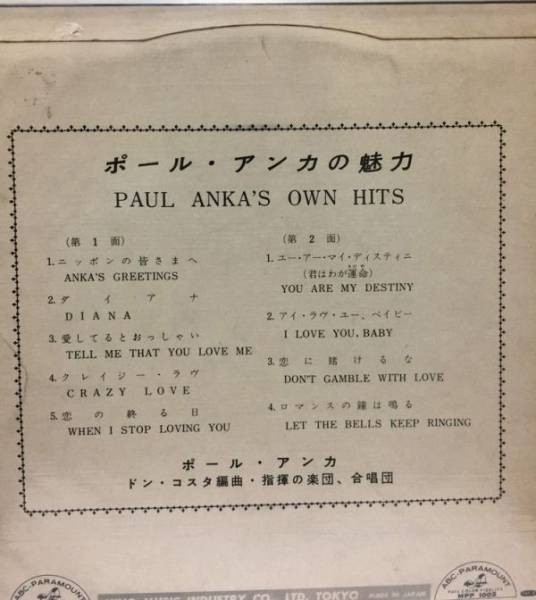 ポール・アンカの魅力
PAUL ANKA'S OWN HITS
(第1面)
1.ニッポンの皆さまへ
ANKA'S GREETINGS
2.ダイアナ
DIANA
3.愛してるとおっしゃい
TELL ME THAT YOU LOVE ME
4.クレイジー・ラヴ
CRAZY LOVE
5.恋の終る日
WHEN I STOP LOVING YOU
(第2面)
1.ユー・アー・マイ・ディスティニ
(君はわが運命)
YOU ARE MY DESTINY
2.アイ・ラヴ・ユー、ベイビー
I LOVE YOU, BABY
3.恋に賭けるな
DON'T GAMBLE WITH LOVE
4.ロマンスの鐘は鳴る
LET THE BELLS KEEP RINGING
ポール・アンカ
ドン・コスタ編曲・指揮の楽団、合唱団
ABC-PARAMOUNT
MUSIC INDUSTRY CO., LTD. TOKYO
MADE IN JAPAN
ABC-PARAMOUNT
FULL COLOR FIDELITY